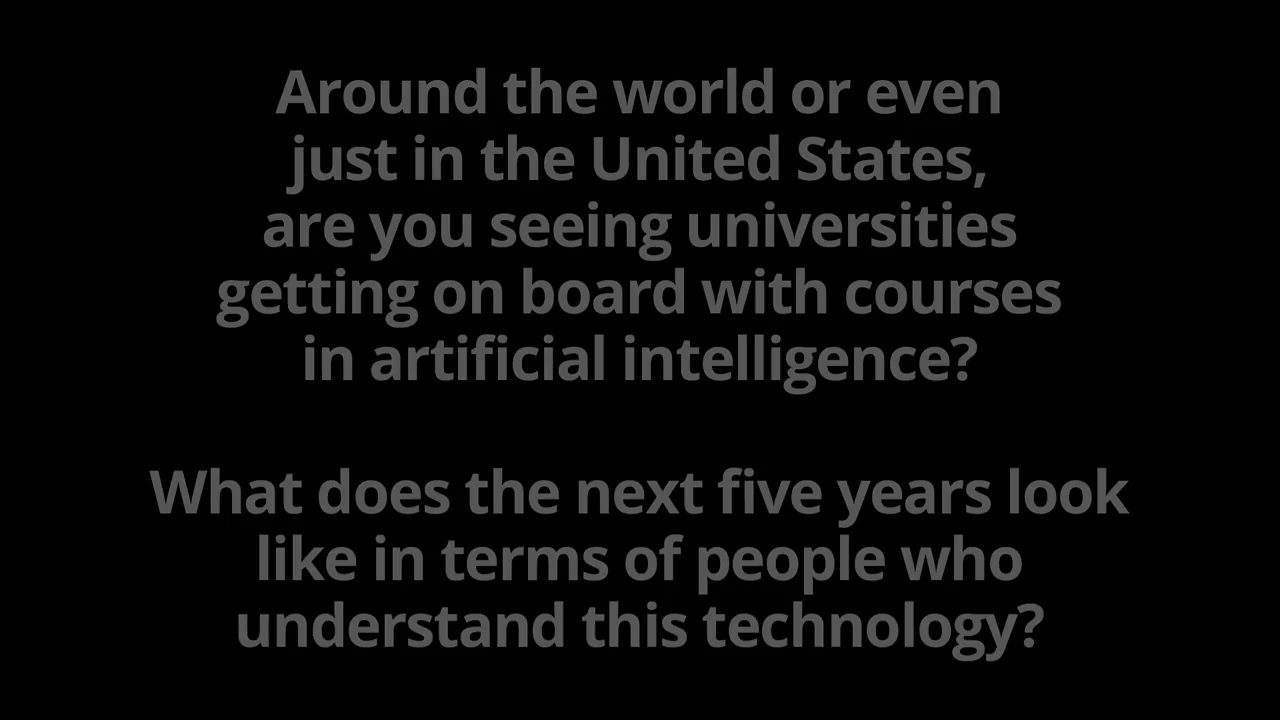 Around the world or even
just in the United States,
are you seeing universities
getting on board with courses
in artificial intelligence?
What does the next five years look
like in terms of people who
understand this technology?